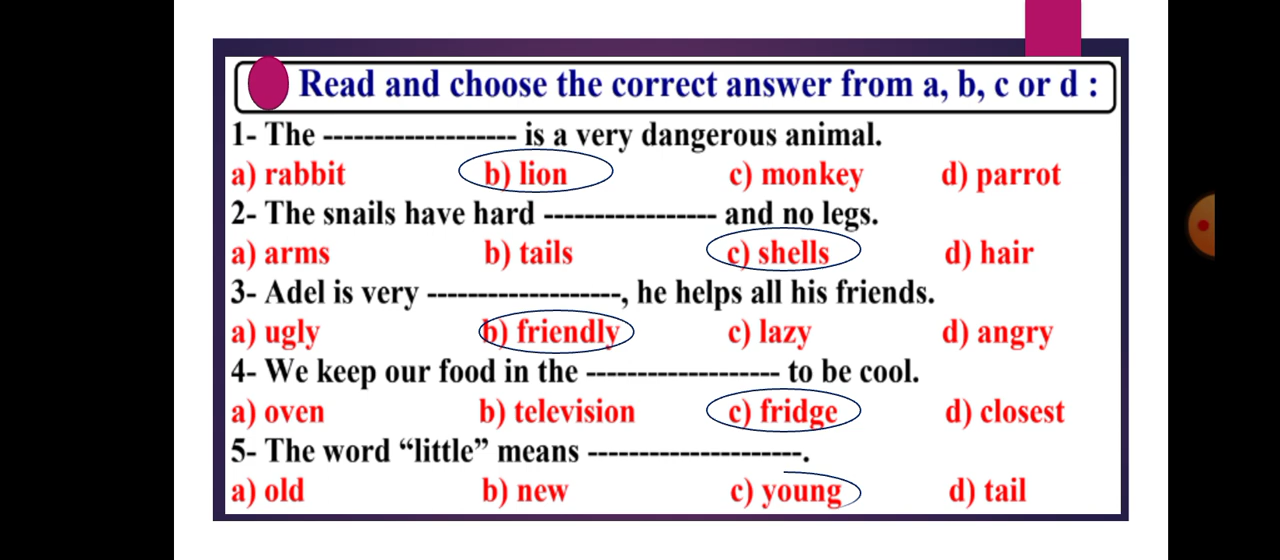 Read and choose the correct answer from a, b, c or d :
1- The ------------------- is a very dangerous animal.
a) rabbit b) lion c) monkey d) parrot
2- The snails have hard ----------------- and no legs.
a) arms b) tails c) shells d) hair
3- Adel is very -------------------, he helps all his friends.
a) ugly b) friendly c) lazy d) angry
4- We keep our food in the ------------------- to be cool.
a) oven b) television c) fridge d) closest
5- The word “little” means ---------------------.
a) old b) new c) young d) tail